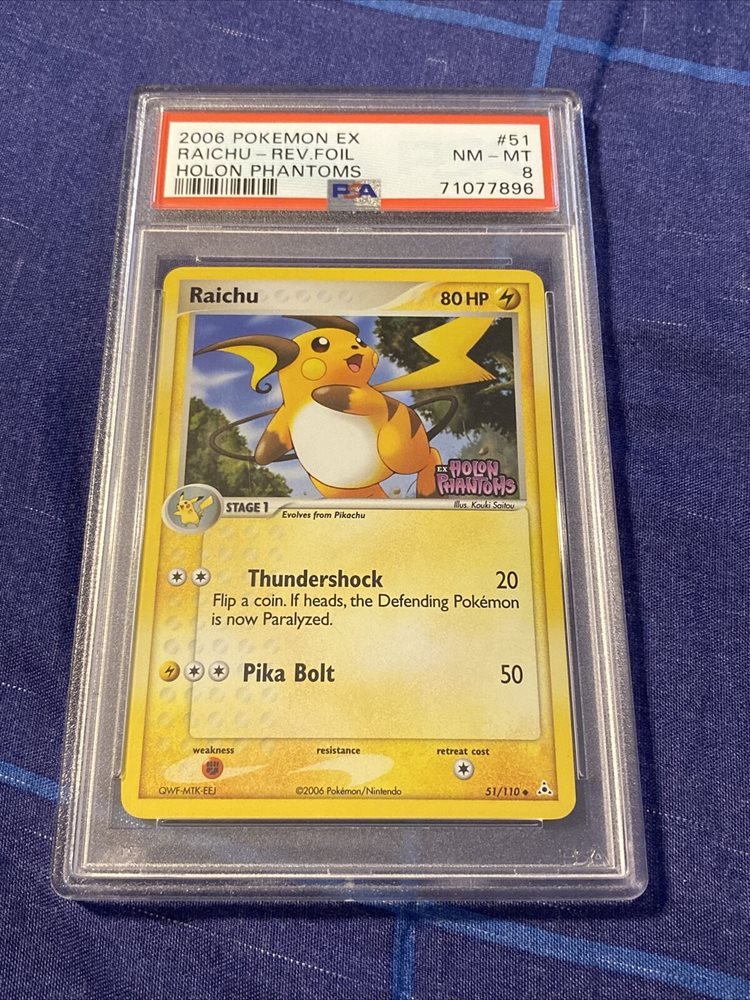 2006 POKEMON EX #51
RAICHU - REV.FOIL NM - MT
HOLON PHANTOMS 8
PSA 71077896
Raichu 80 HP
EX HOLON
PHANTOMS
STAGE 1 Evolves from Pikachu Illus. Kouki Saitou
Thundershock 20
Flip a coin. If heads, the Defending Pokémon
is now Paralyzed.
Pika Bolt 50
weakness resistance retreat cost
QWF-MTK-EEJ ©2006 Pokémon/Nintendo 51/110
PSA